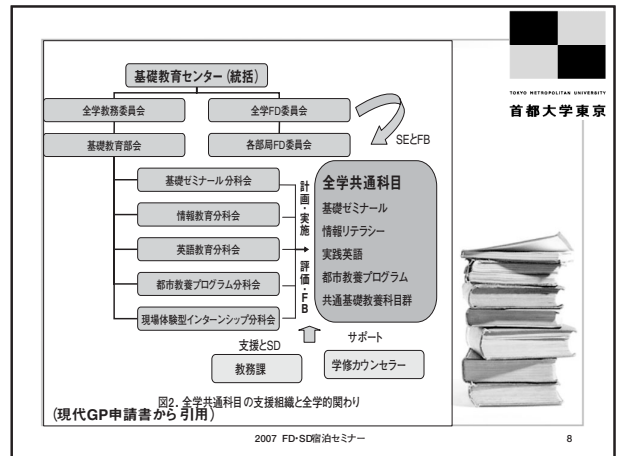 基礎教育センター（統括）
全学教務委員会
全学FD委員会
基礎教育部会
各部局FD委員会
SEとFB
基礎ゼミナール分科会
情報教育分科会
英語教育分科会
都市教養プログラム分科会
現場体験型インターンシップ分科会
計画・実施
評価・FB
全学共通科目
基礎ゼミナール
情報リテラシー
実践英語
都市教養プログラム
共通基礎教養科目群
支援とSD
サポート
教務課
学修カウンセラー
図2．全学共通科目の支援組織と全学的関わり
(現代GP申請書から引用)
TOKYO METROPOLITAN UNIVERSITY
首都大学東京
2007 FD・SD宿泊セミナー
8